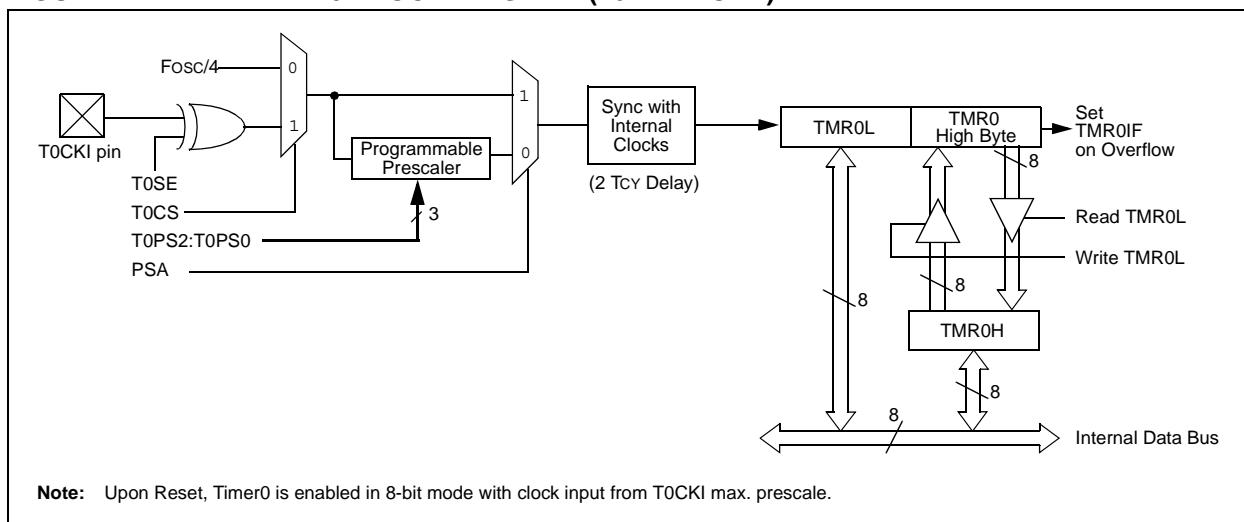 FOSC/4
0
1
T0CKI pin
T0SE
T0CS
T0PS2:T0PS0
PSA
Programmable
Prescaler
3
1
0
Sync with
Internal
Clocks
(2 TCY Delay)
TMR0L
TMR0
High Byte
Set
TMR0IF
on Overflow
8
Read TMR0L
Write TMR0L
8
8
TMR0H
8
8
Internal Data Bus
Note: Upon Reset, Timer0 is enabled in 8-bit mode with clock input from T0CKI max. prescale.